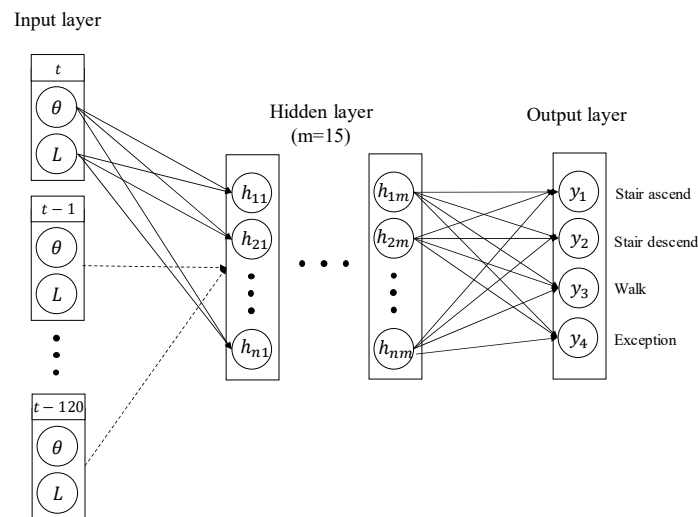 Input layer
t
θ
L
t − 1
θ
L
t − 120
θ
L
Hidden layer
(m=15)
h11
h21
hn1
h1m
h2m
hnm
Output layer
y1
y2
y3
y4
Stair ascend
Stair descend
Walk
Exception